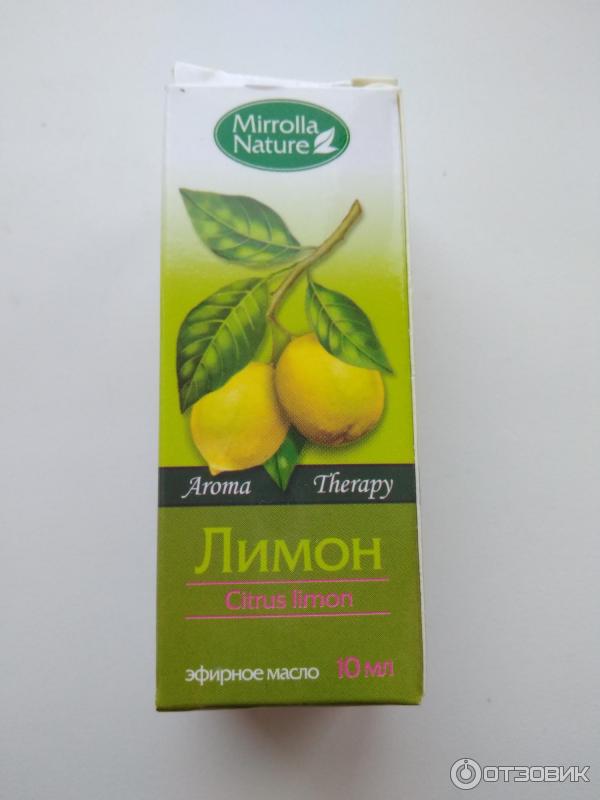 Mirrolla
Nature
Aroma Therapy
Лимон
Citrus limon
эфирное масло 10 мл
ОТЗОВИК